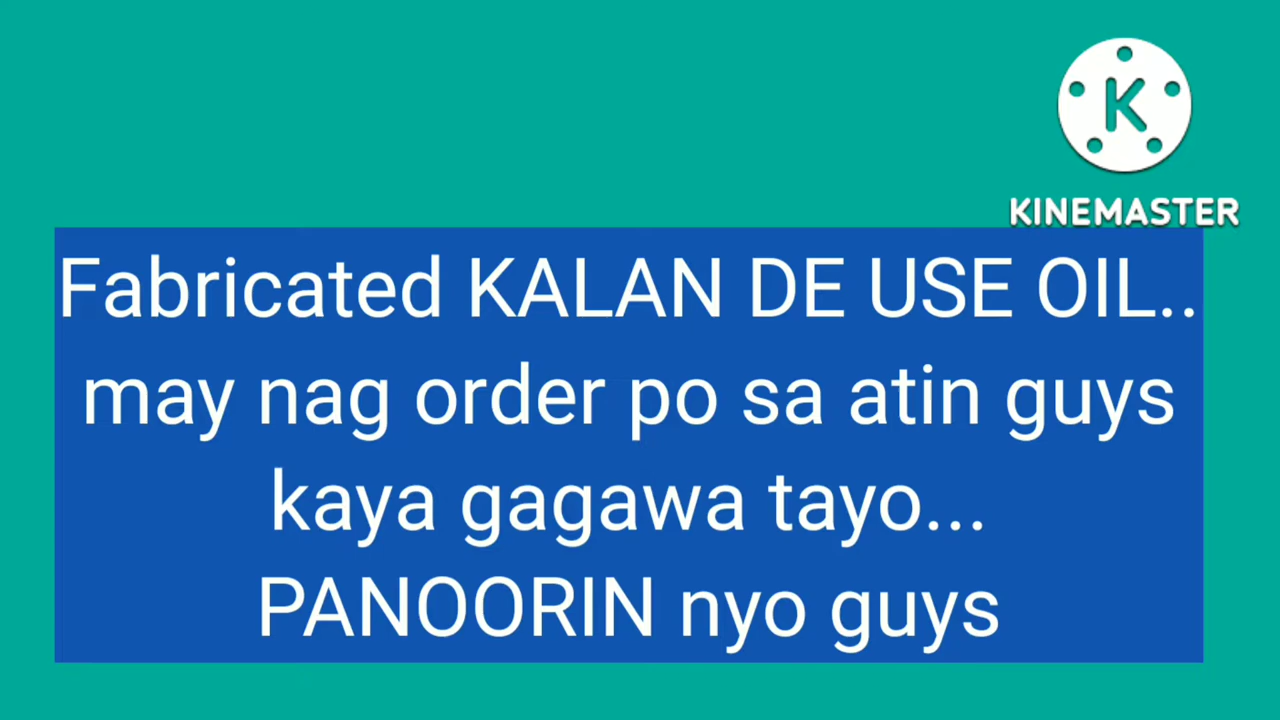 KINEMASTER
Fabricated KALAN DE USE OIL..
may nag order po sa atin guys
kaya gagawa tayo...
PANOORIN nyo guys